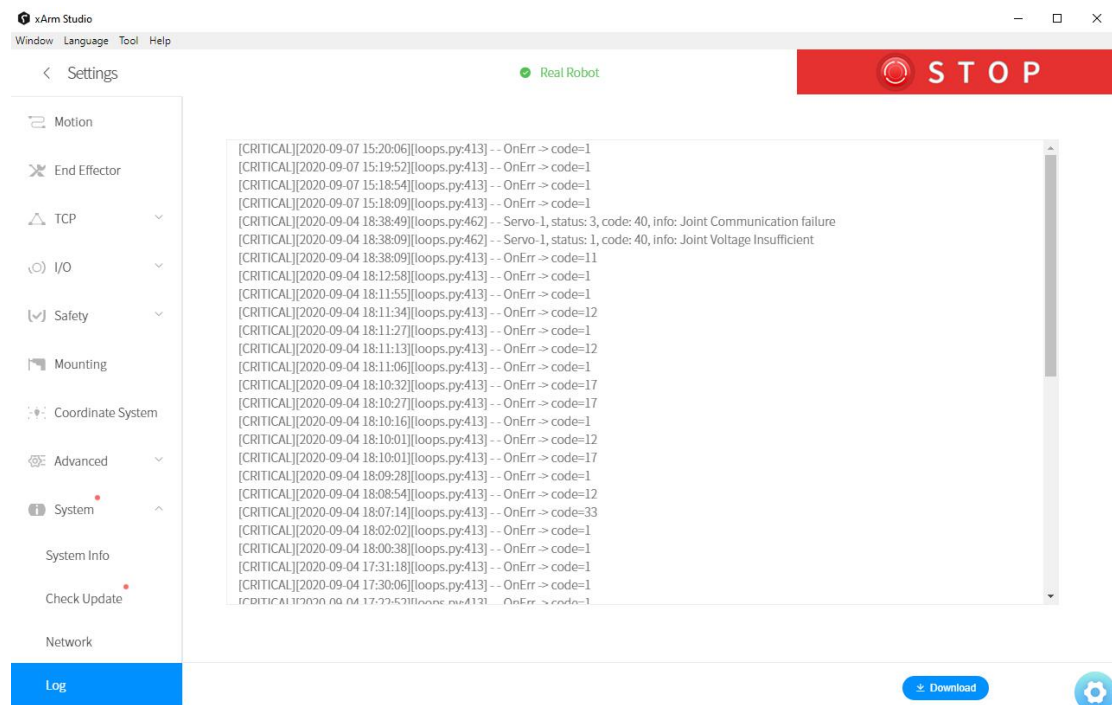 xArm Studio
Window Language Tool Help
Settings
Real Robot
STOP
Motion
End Effector
TCP
I/O
Safety
Mounting
Coordinate System
Advanced
System
System Info
Check Update
Network
Log
[CRITICAL][2020-09-07 15:20:06][loops.py:413] - - OnErr -> code=1
[CRITICAL][2020-09-07 15:19:52][loops.py:413] - - OnErr -> code=1
[CRITICAL][2020-09-07 15:18:54][loops.py:413] - - OnErr -> code=1
[CRITICAL][2020-09-07 15:18:09][loops.py:413] - - OnErr -> code=1
[CRITICAL][2020-09-04 18:38:49][loops.py:462] - - Servo-1, status: 3, code: 40, info: Joint Communication failure
[CRITICAL][2020-09-04 18:38:09][loops.py:462] - - Servo-1, status: 1, code: 40, info: Joint Voltage Insufficient
[CRITICAL][2020-09-04 18:38:09][loops.py:413] - - OnErr -> code=11
[CRITICAL][2020-09-04 18:12:58][loops.py:413] - - OnErr -> code=1
[CRITICAL][2020-09-04 18:11:55][loops.py:413] - - OnErr -> code=1
[CRITICAL][2020-09-04 18:11:34][loops.py:413] - - OnErr -> code=12
[CRITICAL][2020-09-04 18:11:27][loops.py:413] - - OnErr -> code=1
[CRITICAL][2020-09-04 18:11:13][loops.py:413] - - OnErr -> code=12
[CRITICAL][2020-09-04 18:11:06][loops.py:413] - - OnErr -> code=1
[CRITICAL][2020-09-04 18:10:32][loops.py:413] - - OnErr -> code=17
[CRITICAL][2020-09-04 18:10:27][loops.py:413] - - OnErr -> code=17
[CRITICAL][2020-09-04 18:10:16][loops.py:413] - - OnErr -> code=1
[CRITICAL][2020-09-04 18:10:01][loops.py:413] - - OnErr -> code=12
[CRITICAL][2020-09-04 18:10:01][loops.py:413] - - OnErr -> code=17
[CRITICAL][2020-09-04 18:09:28][loops.py:413] - - OnErr -> code=1
[CRITICAL][2020-09-04 18:08:54][loops.py:413] - - OnErr -> code=12
[CRITICAL][2020-09-04 18:07:14][loops.py:413] - - OnErr -> code=33
[CRITICAL][2020-09-04 18:02:02][loops.py:413] - - OnErr -> code=1
[CRITICAL][2020-09-04 18:00:38][loops.py:413] - - OnErr -> code=1
[CRITICAL][2020-09-04 17:31:18][loops.py:413] - - OnErr -> code=1
[CRITICAL][2020-09-04 17:30:06][loops.py:413] - - OnErr -> code=1
[CRITICAL][2020-09-04 17:22:52][loops.py:413] - - OnErr -> code=1
Download